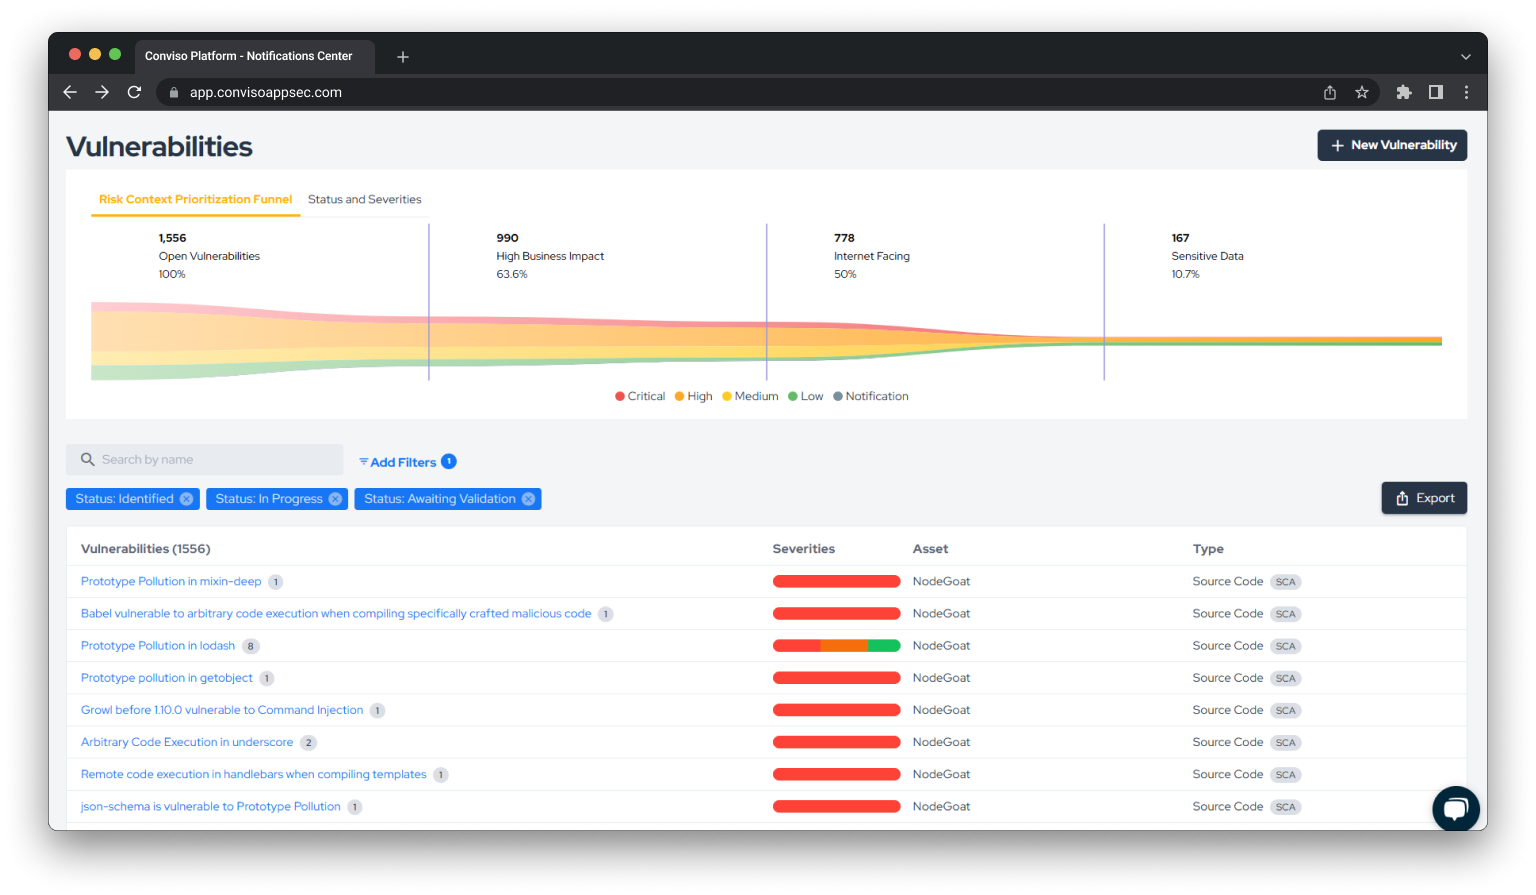 Conviso Platform - Notifications Center
app.convisoappsec.com
Vulnerabilities
New Vulnerability
Risk Context Prioritization Funnel Status and Severities
1,556 990 778 167
Open Vulnerabilities High Business Impact Internet Facing Sensitive Data
100% 63.6% 50% 10.7%
Critical High Medium Low Notification
Search by name Add Filters 1
Status: Identified Status: In Progress Status: Awaiting Validation Export
Vulnerabilities (1556) Severities Asset Type
Prototype Pollution in mixin-deep 1 NodeGoat Source Code SCA
Babel vulnerable to arbitrary code execution when compiling specifically crafted malicious code 1 NodeGoat Source Code SCA
Prototype Pollution in lodash 8 NodeGoat Source Code SCA
Prototype pollution in getobject 1 NodeGoat Source Code SCA
Growl before 1.10.0 vulnerable to Command Injection 1 NodeGoat Source Code SCA
Arbitrary Code Execution in underscore 2 NodeGoat Source Code SCA
Remote code execution in handlebars when compiling templates 1 NodeGoat Source Code SCA
json-schema is vulnerable to Prototype Pollution 1 NodeGoat Source Code SCA